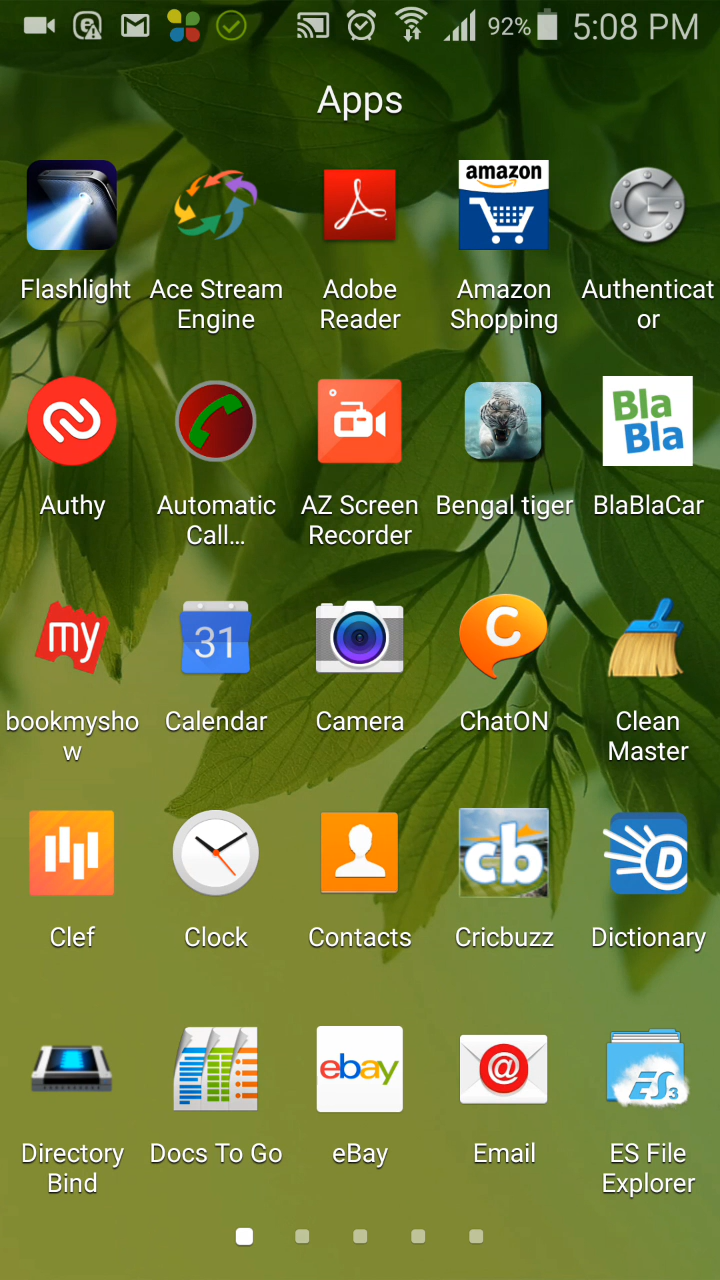 92% 5:08 PM
Apps
amazon
Flashlight Ace Stream Adobe Amazon Authenticat
Engine Reader Shopping or
Bla
Bla
Authy Automatic AZ Screen Bengal tiger BlaBlaCar
Call... Recorder
my 31 C
bookmysho Calendar Camera ChatON Clean
w Master
cb D
Clef Clock Contacts Cricbuzz Dictionary
ebay @ ES3
Directory Docs To Go eBay Email ES File
Bind Explorer